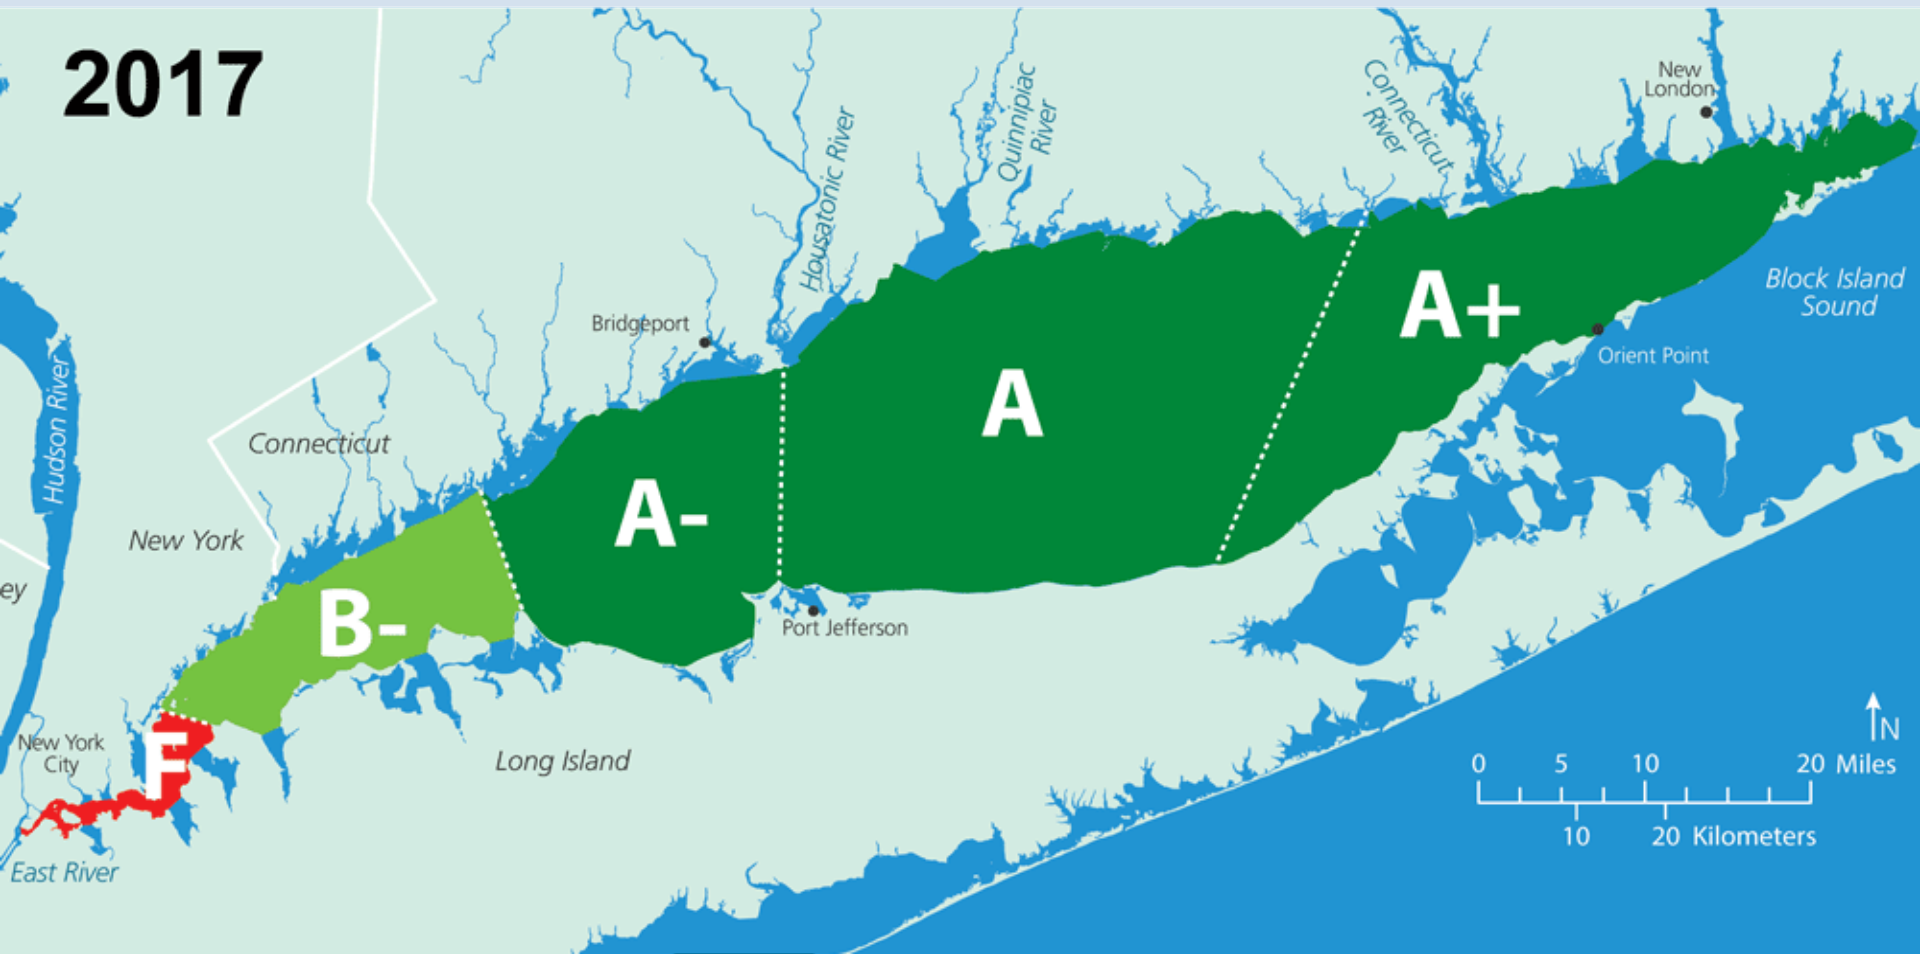 2017
New
London
Connecticut
River
Quinnipiac
River
Housatonic River
Block Island
Sound
A+
Bridgeport
Orient Point
A
Hudson River
Connecticut
A-
New York
ey
B-
Port Jefferson
New York
City
F
Long Island
N
0 5 10 20 Miles
10 20 Kilometers
East River